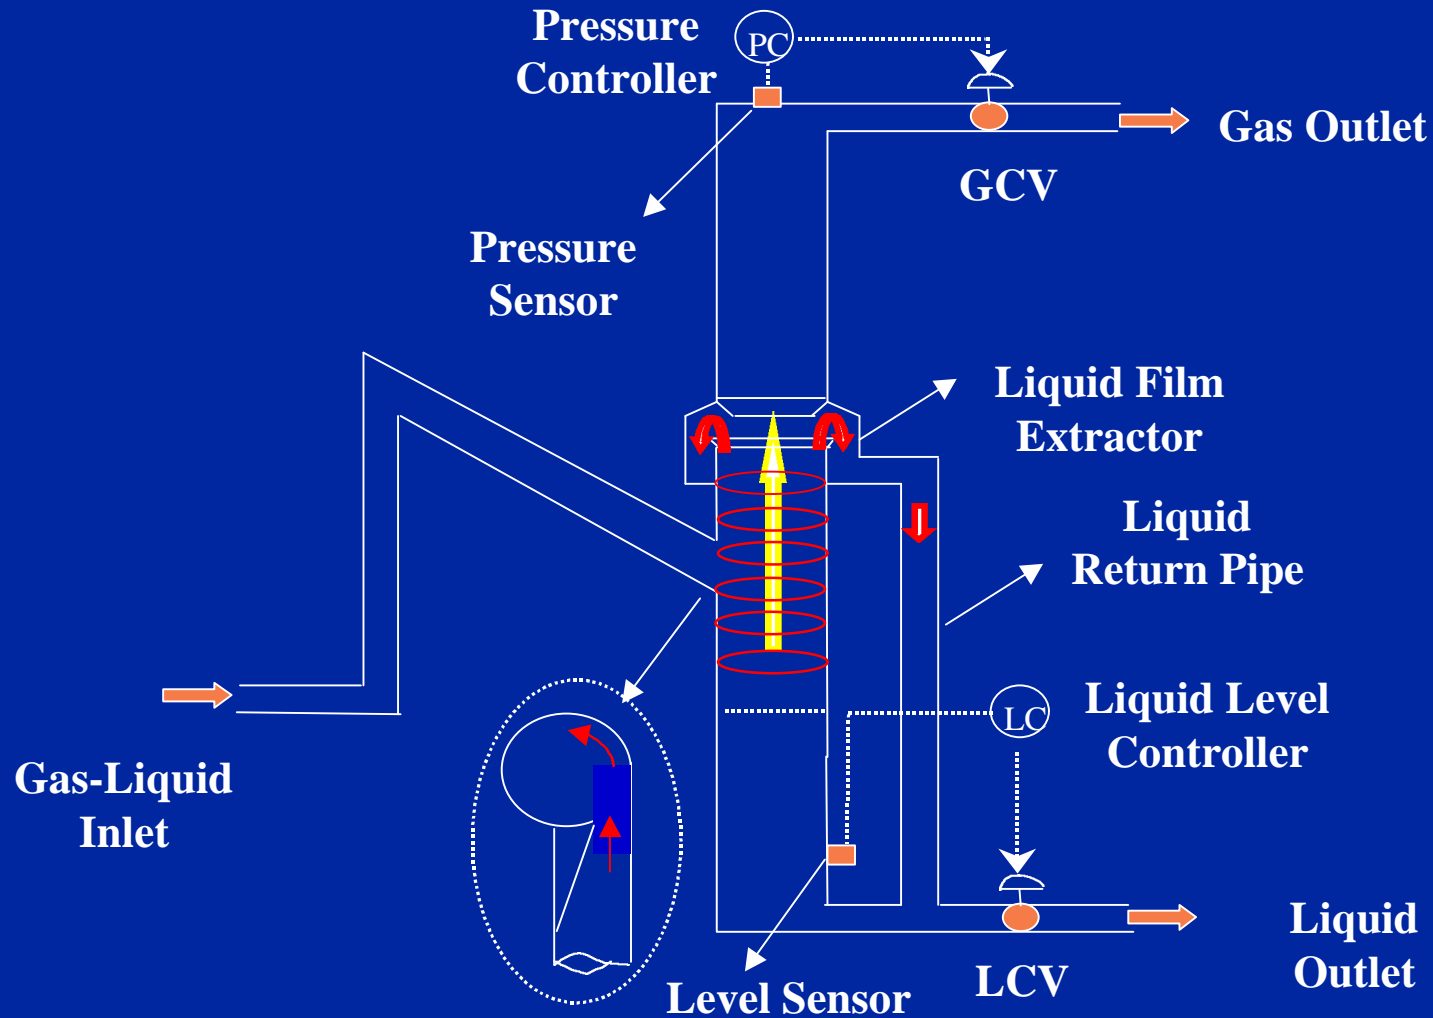 Pressure
Controller
PC
Gas Outlet
GCV
Pressure
Sensor
Liquid Film
Extractor
Liquid
Return Pipe
Liquid Level
Controller
LC
Gas-Liquid
Inlet
Liquid
Outlet
LCV
Level Sensor